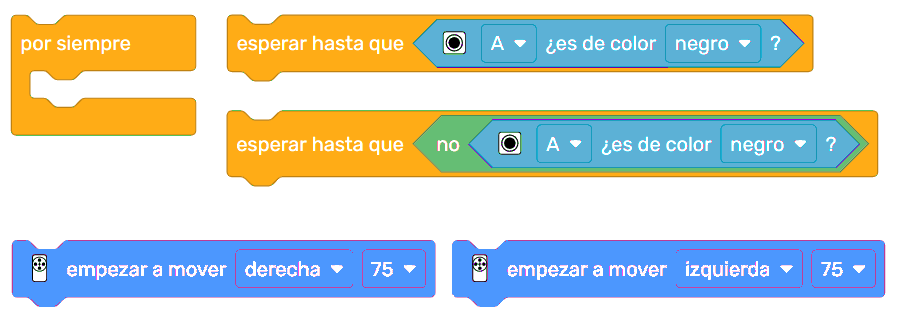 por siempre
esperar hasta que A ¿es de color negro ?
esperar hasta que no A ¿es de color negro ?
empezar a mover derecha 75
empezar a mover izquierda 75